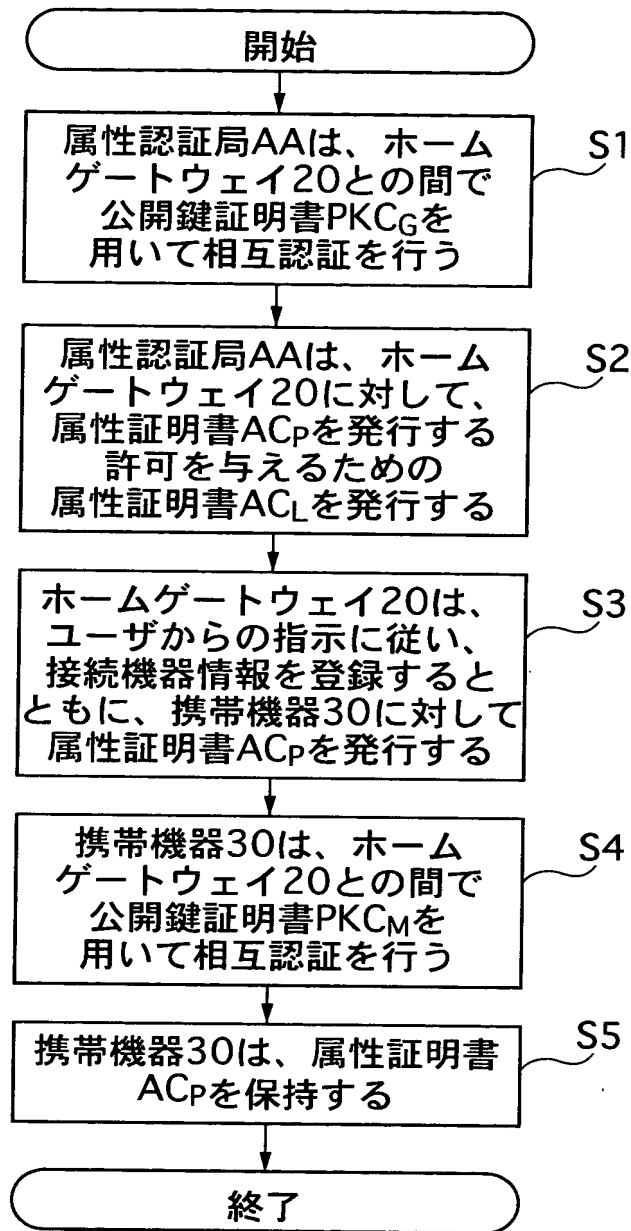 開始
属性認証局AAは、ホーム
ゲートウェイ20との間で
公開鍵証明書PKCGを
用いて相互認証を行う
S1
属性認証局AAは、ホーム
ゲートウェイ20に対して、
属性証明書ACPを発行する
許可を与えるための
属性証明書ACLを発行する
S2
ホームゲートウェイ20は、
ユーザからの指示に従い、
接続機器情報を登録すると
ともに、携帯機器30に対して
属性証明書ACPを発行する
S3
携帯機器30は、ホーム
ゲートウェイ20との間で
公開鍵証明書PKCMを
用いて相互認証を行う
S4
携帯機器30は、属性証明書
ACPを保持する
S5
終了